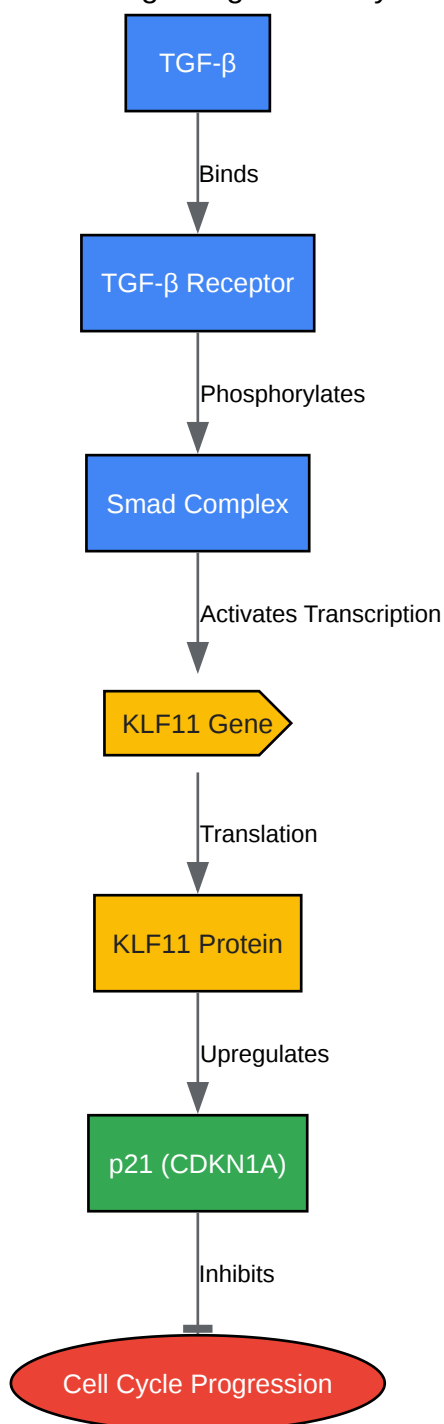 TGF-β
Binds
TGF-β Receptor
Phosphorylates
Smad Complex
Activates Transcription
KLF11 Gene
Translation
KLF11 Protein
Upregulates
p21 (CDKN1A)
Inhibits
Cell Cycle Progression